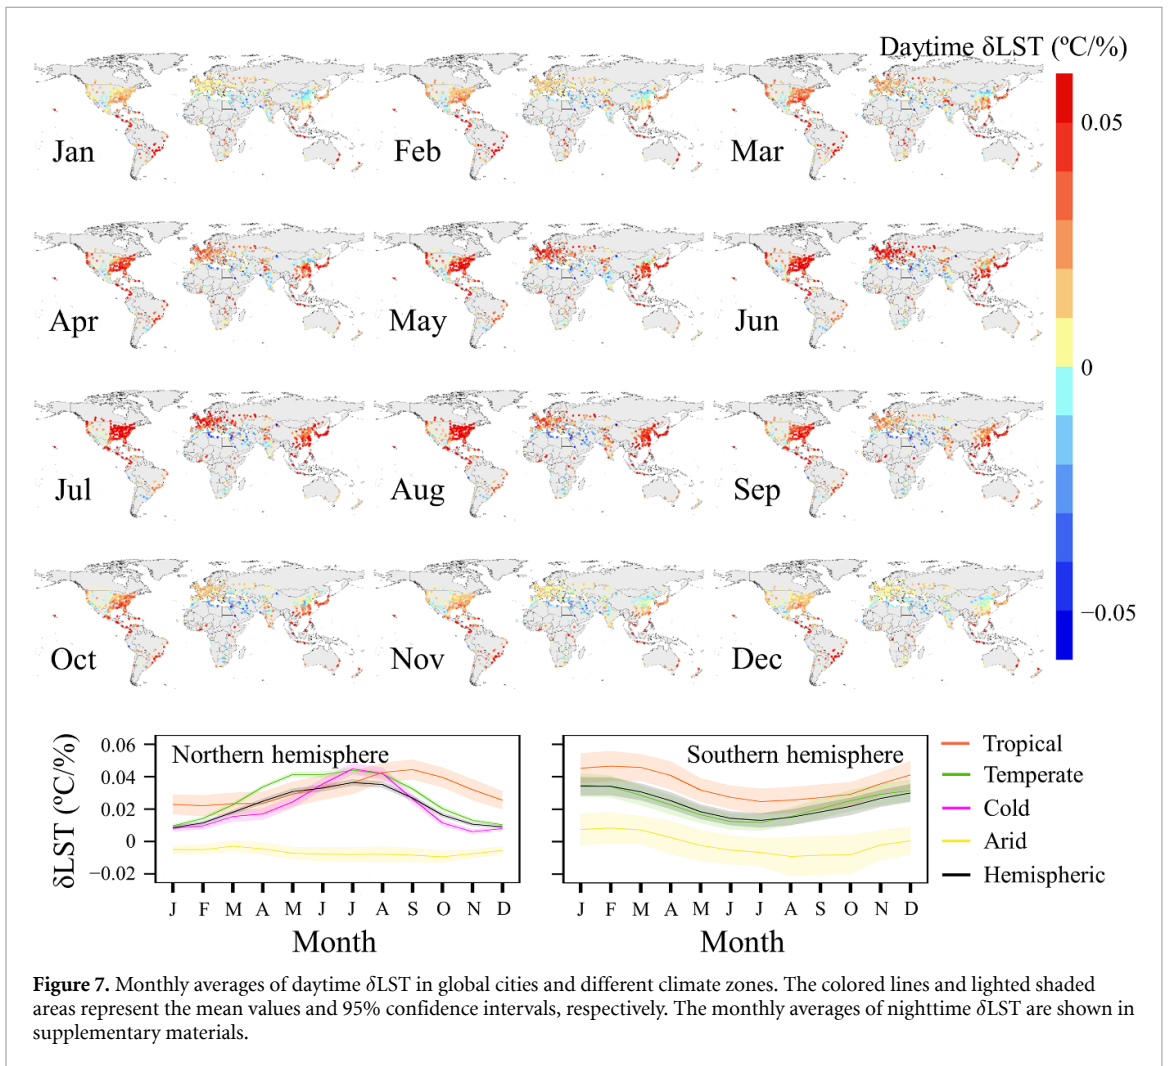 Daytime δLST (ºC/%)
Jan
Feb
Mar
0.05
Apr
May
Jun
0
Jul
Aug
Sep
−0.05
Oct
Nov
Dec
δLST (ºC/%)
0.06
0.04
0.02
0
−0.02
Northern hemisphere
J F M A M J J A S O N D
Month
Southern hemisphere
J F M A M J J A S O N D
Month
Tropical
Temperate
Cold
Arid
Hemispheric
Figure 7. Monthly averages of daytime δLST in global cities and different climate zones. The colored lines and lighted shaded
areas represent the mean values and 95% confidence intervals, respectively. The monthly averages of nighttime δLST are shown in
supplementary materials.